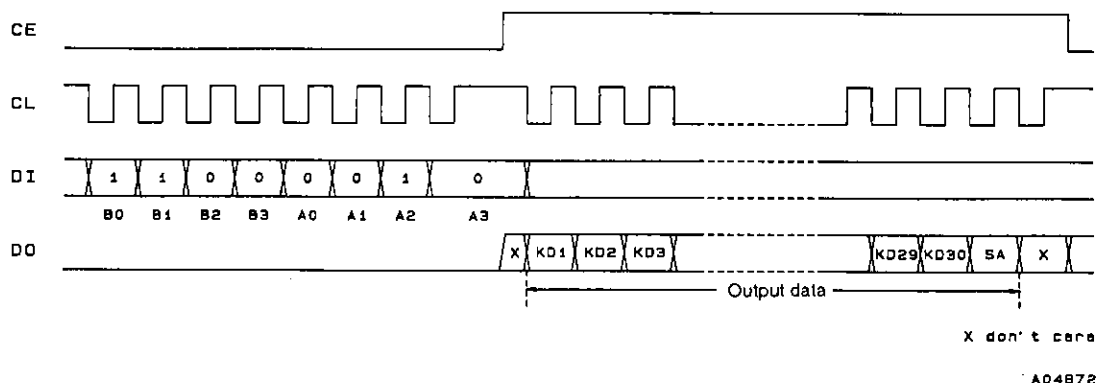 CE
CL
DI 1 1 0 0 0 0 1 0
B0 B1 B2 B3 A0 A1 A2 A3
DO X KD1 KD2 KD3 KD29 KD30 SA X
Output data
X don't care
A04872